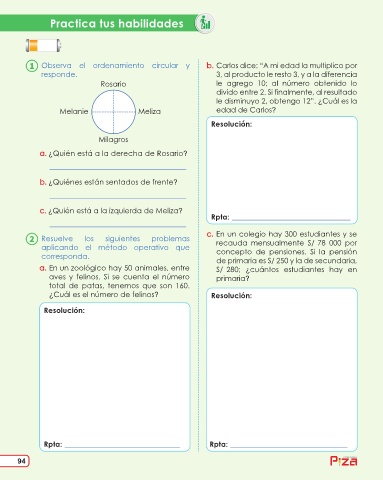 Practica tus habilidades
1 Observa el ordenamiento circular y
responde.
Rosario
Melanie
Meliza
Milagros
a. ¿Quién está a la derecha de Rosario?
b. ¿Quiénes están sentados de frente?
c. ¿Quién está a la izquierda de Meliza?
2 Resuelve los siguientes problemas
aplicando el método operativo que
corresponda.
a. En un zoológico hay 50 animales, entre
aves y felinos. Si se cuenta el número
total de patas, tenemos que son 160.
¿Cuál es el número de felinos?
Resolución:
Rpta:
b. Carlos dice: "A mi edad la multiplico por
3, al producto le resto 3, y a la diferencia
le agrego 10; al número obtenido lo
divido entre 2. Si finalmente, al resultado
le disminuyo 2, obtengo 12". ¿Cuál es la
edad de Carlos?
Resolución:
Rpta:
c. En un colegio hay 300 estudiantes y se
recauda mensualmente S/ 78 000 por
concepto de pensiones. Si la pensión
de primaria es S/ 250 y la de secundaria,
S/ 280; ¿cuántos estudiantes hay en
primaria?
Resolución:
Rpta:
94